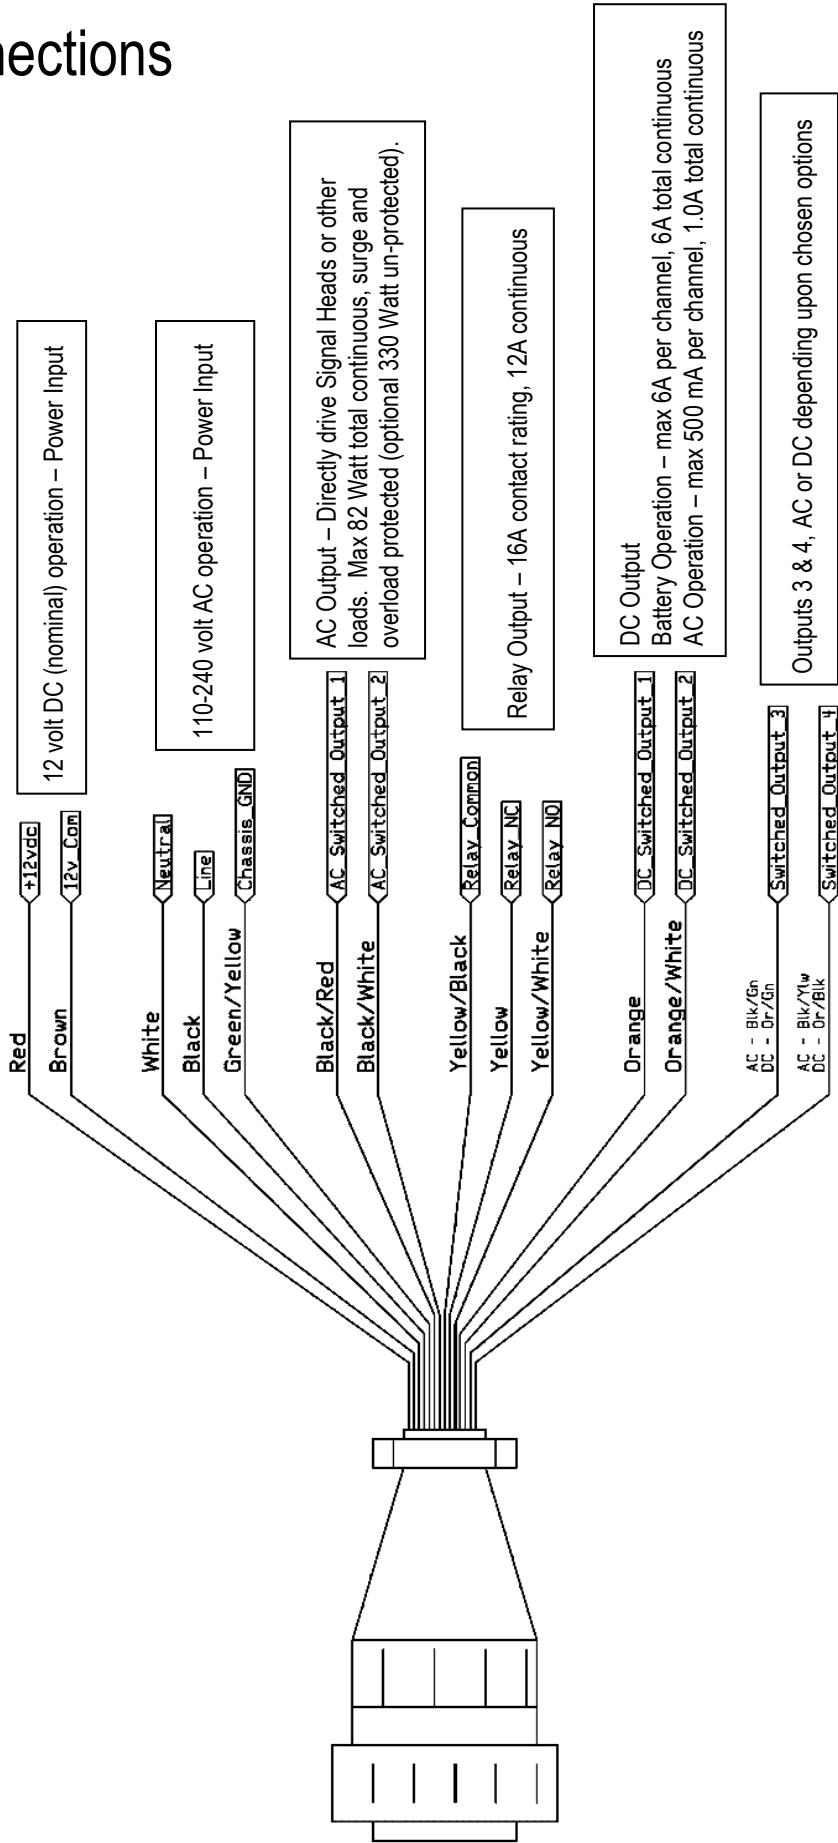 nections
Red
+12vdc
Brown
12v_Com
12 volt DC (nominal) operation – Power Input
White
Neutral
Black
Line
Green/Yellow
Chassis_GND
110-240 volt AC operation – Power Input
Black/Red
AC_Switched_Output_1
Black/White
AC_Switched_Output_2
AC Output – Directly drive Signal Heads or other
loads.  Max 82 Watt total continuous, surge and
overload protected (optional 330 Watt un-protected).
Yellow/Black
Relay_Common
Yellow
Relay_NC
Yellow/White
Relay_NO
Relay Output – 16A contact rating, 12A continuous
Orange
DC_Switched_Output_1
Orange/White
DC_Switched_Output_2
DC Output
Battery Operation – max 6A per channel, 6A total continuous
AC Operation – max 500 mA per channel, 1.0A total continuous
AC - Blk/Gn
DC - Or/Gn
Switched_Output_3
AC - Blk/Ylw
DC - Or/Blk
Switched_Output_4
Outputs 3 & 4, AC or DC depending upon chosen options